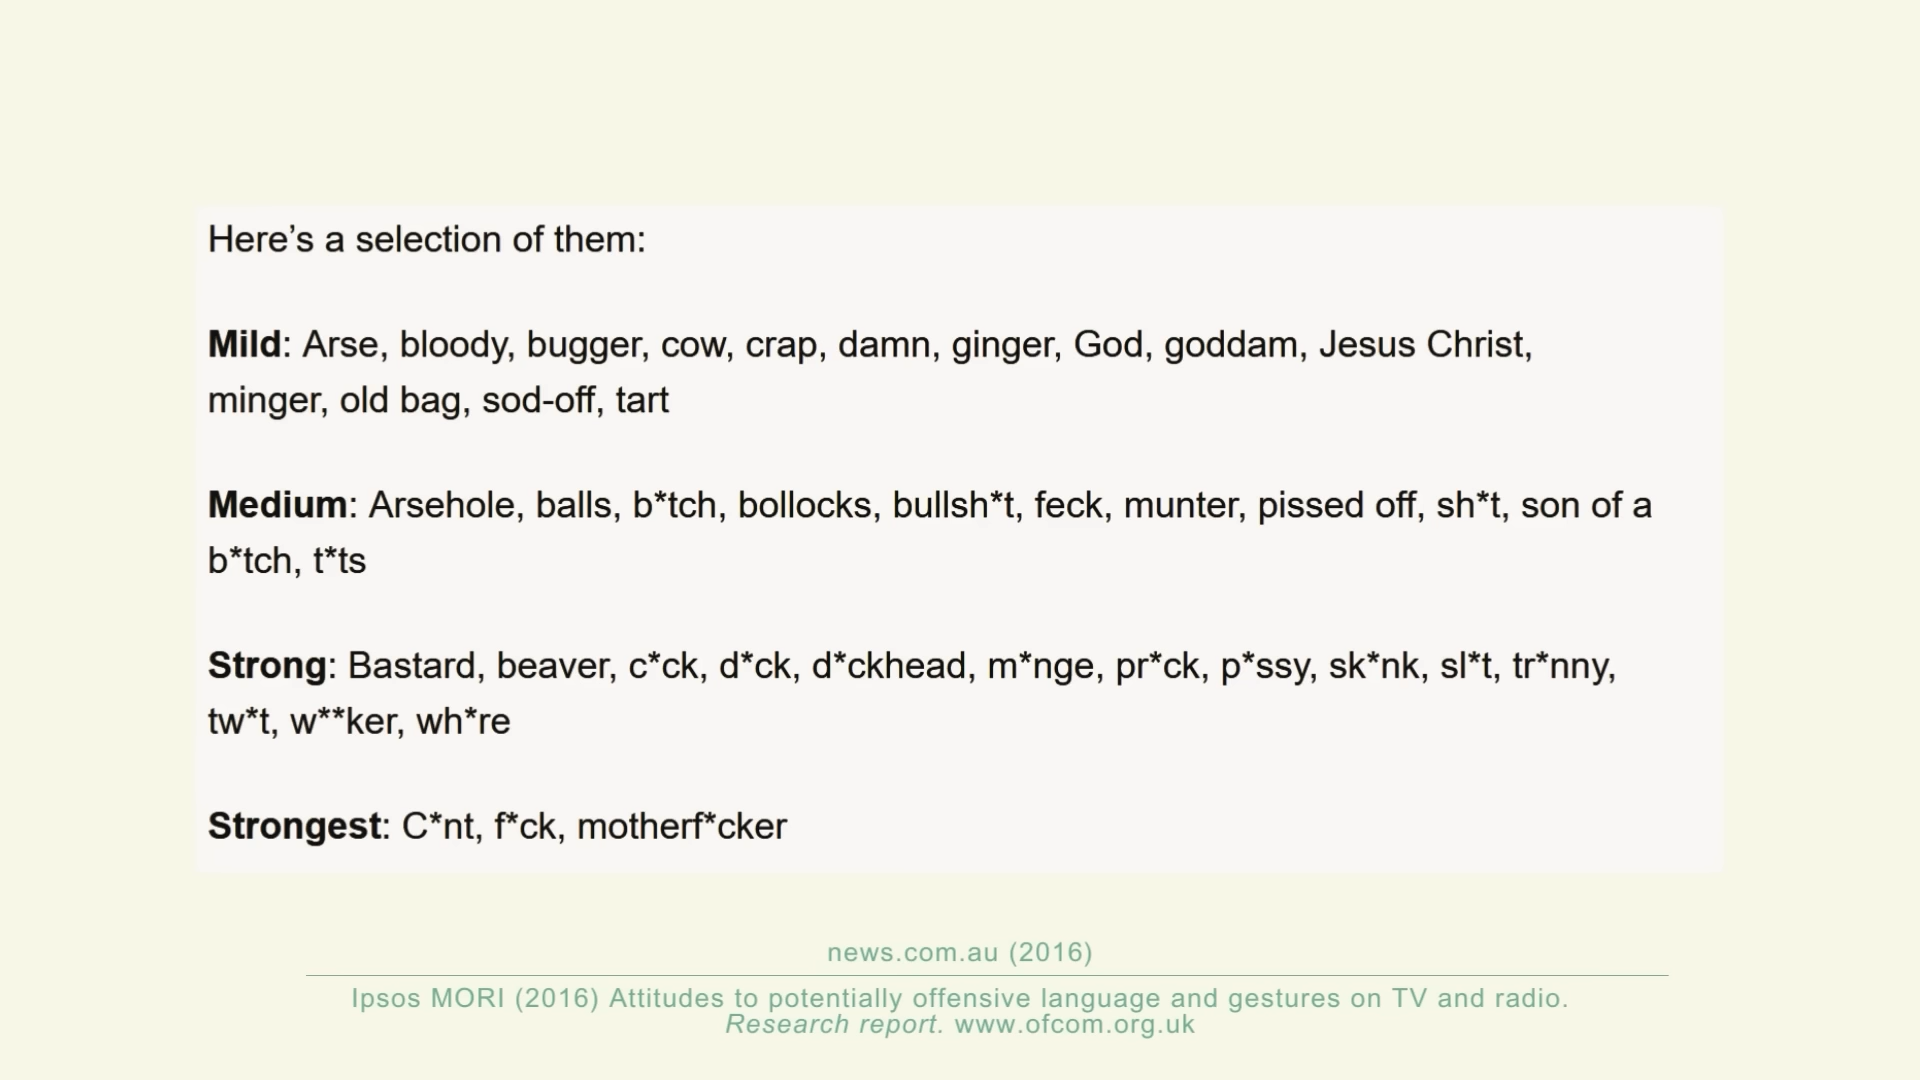 Here’s a selection of them:
Mild: Arse, bloody, bugger, cow, crap, damn, ginger, God, goddam, Jesus Christ,
minger, old bag, sod-off, tart
Medium: Arsehole, balls, b*tch, bollocks, bullsh*t, feck, munter, pissed off, sh*t, son of a
b*tch, t*ts
Strong: Bastard, beaver, c*ck, d*ck, d*ckhead, m*nge, pr*ck, p*ssy, sk*nk, sl*t, tr*nny,
tw*t, w**ker, wh*re
Strongest: C*nt, f*ck, motherf*cker
news.com.au (2016)
Ipsos MORI (2016) Attitudes to potentially offensive language and gestures on TV and radio.
Research report. www.ofcom.org.uk